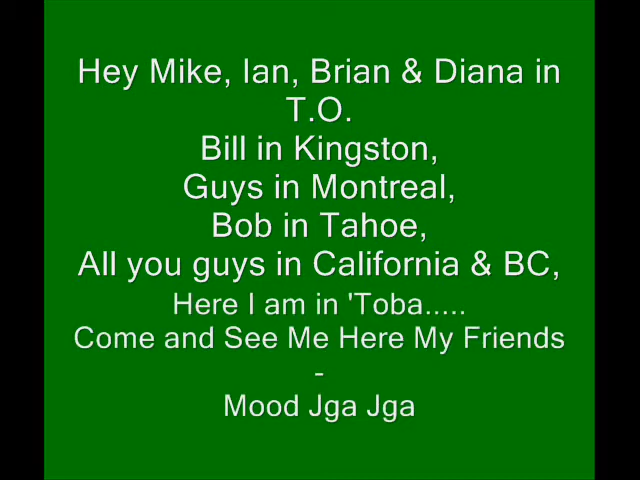 Hey Mike, Ian, Brian & Diana in
T.O.
Bill in Kingston,
Guys in Montreal,
Bob in Tahoe,
All you guys in California & BC,
Here I am in 'Toba.....
Come and See Me Here My Friends
-
Mood Jga Jga